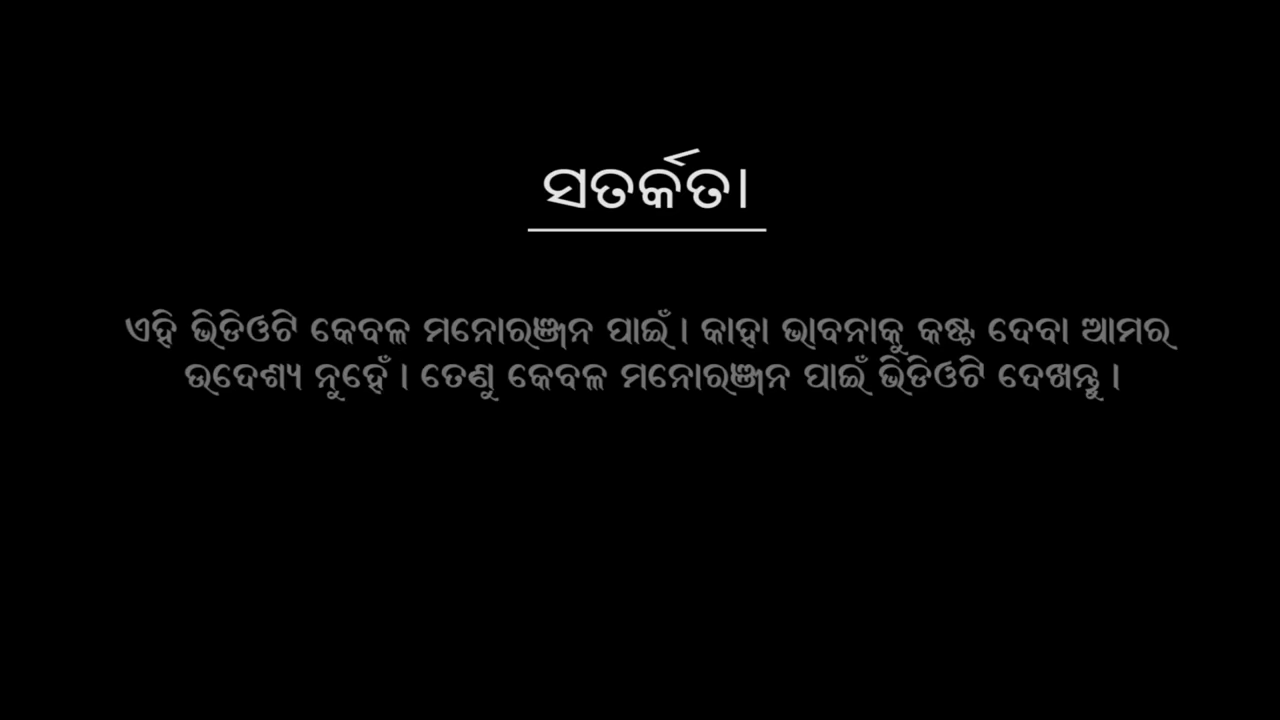 ସତର୍କତା
ଏହି ଭିଡିଓଟି କେବଳ ମନୋରଞ୍ଜନ ପାଇଁ । କାହା ଭାବନାକୁ କଷ୍ଟ ଦେବା ଆମର
ଉଦେଶ୍ୟ ନୁହେଁ । ତେଣୁ କେବଳ ମନୋରଞ୍ଜନ ପାଇଁ ଭିଡିଓଟି ଦେଖନ୍ତୁ ।